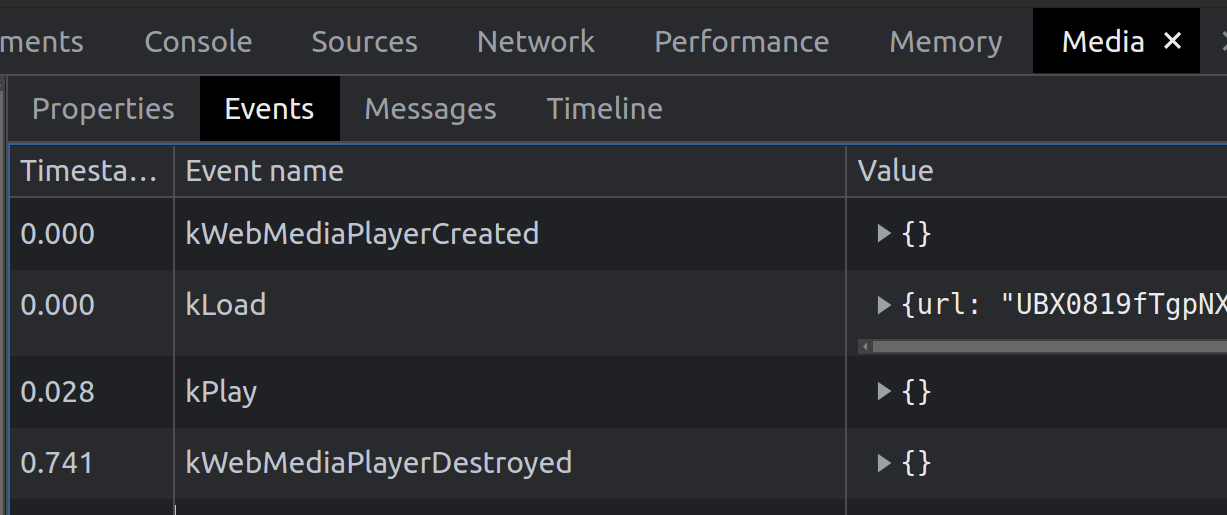 ments Console Sources Network Performance Memory Media ×
Properties Events Messages Timeline
Timesta... Event name Value
0.000 kWebMediaPlayerCreated ▶ {}
0.000 kLoad ▶ {url: "UBX0819fTgpNX
0.028 kPlay ▶ {}
0.741 kWebMediaPlayerDestroyed ▶ {}